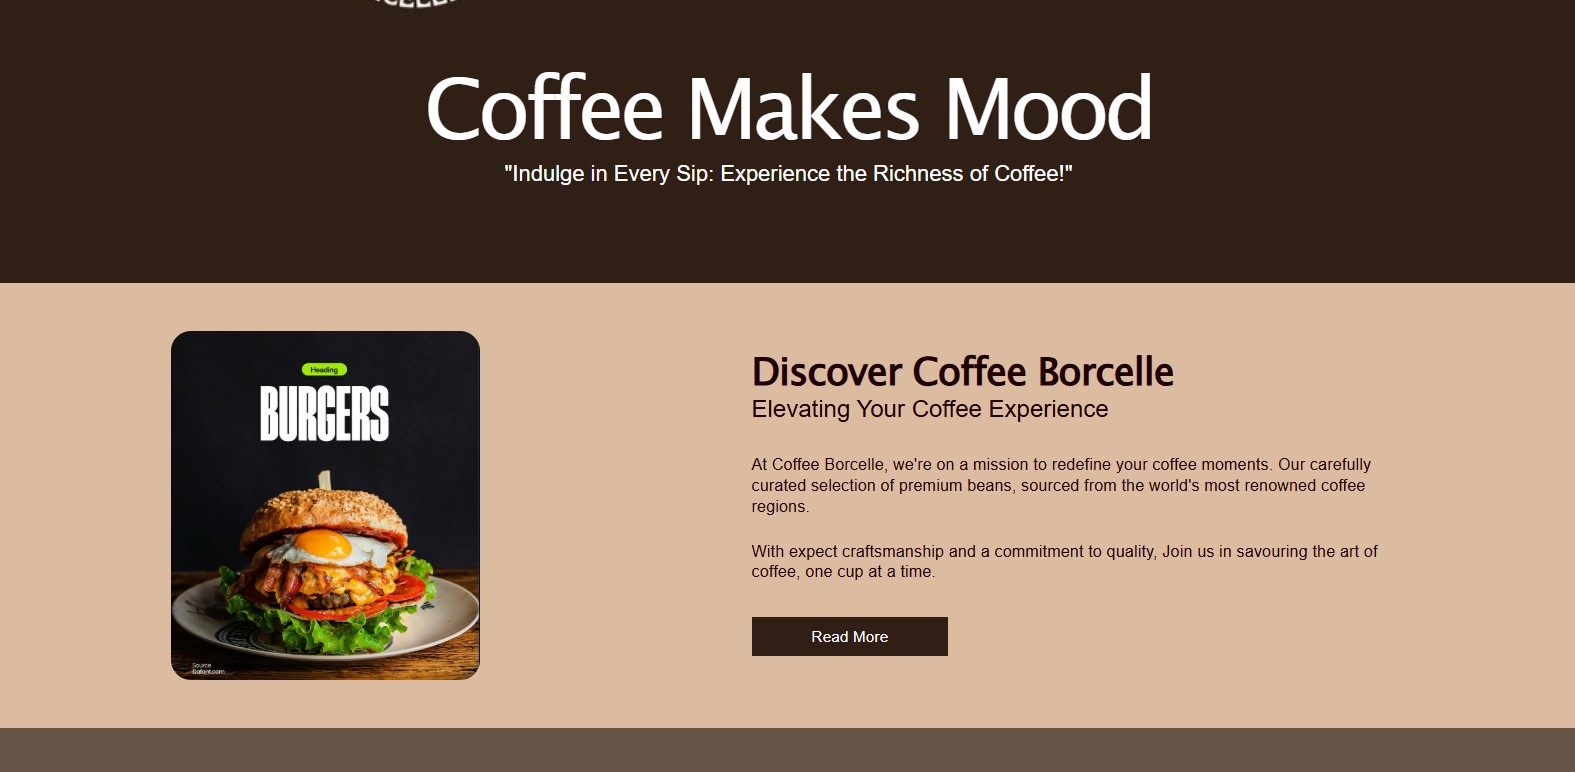 Coffee Makes Mood
"Indulge in Every Sip: Experience the Richness of Coffee!"
Heading
BURGERS
Source
Dafont.com
Discover Coffee Borcelle
Elevating Your Coffee Experience
At Coffee Borcelle, we're on a mission to redefine your coffee moments. Our carefully
curated selection of premium beans, sourced from the world's most renowned coffee
regions.
With expect craftsmanship and a commitment to quality, Join us in savouring the art of
coffee, one cup at a time.
Read More